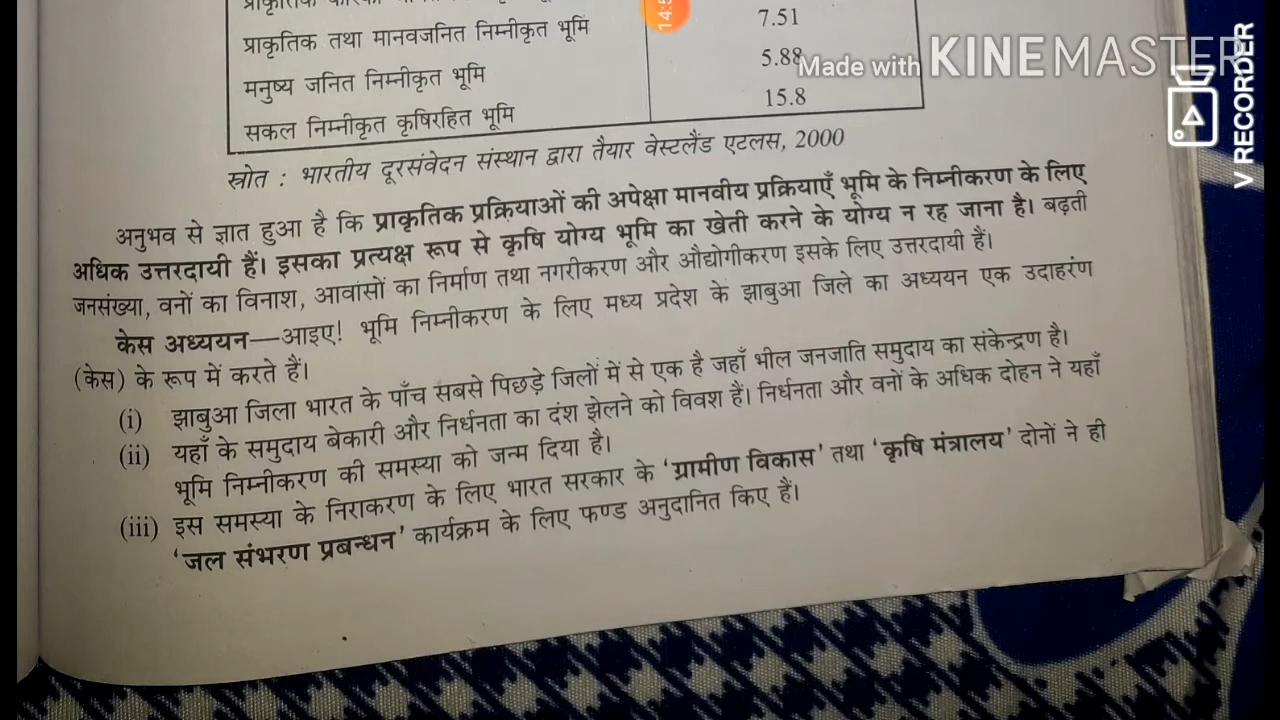 प्राकृतिक तथा मानवजनित निम्नीकृत भूमि 7.51
मनुष्य जनित निम्नीकृत भूमि 5.88
सकल निम्नीकृत कृषिरहित भूमि 15.8
स्त्रोत : भारतीय दूरसंवेदन संस्थान द्वारा तैयार वेस्टलैंड एटलस, 2000
अनुभव से ज्ञात हुआ है कि प्राकृतिक प्रक्रियाओं की अपेक्षा मानवीय प्रक्रियाएँ भूमि के निम्नीकरण के लिए
अधिक उत्तरदायी हैं। इसका प्रत्यक्ष रूप से कृषि योग्य भूमि का खेती करने के योग्य न रह जाना है। बढ़ती
जनसंख्या, वनों का विनाश, आवासों का निर्माण तथा नगरीकरण और औद्योगीकरण इसके लिए उत्तरदायी हैं।
केस अध्ययन—आइए! भूमि निम्नीकरण के लिए मध्य प्रदेश के झाबुआ जिले का अध्ययन एक उदाहरण
(केस) के रूप में करते हैं।
(i) झाबुआ जिला भारत के पाँच सबसे पिछड़े जिलों में से एक है जहाँ भील जनजाति समुदाय का संकेन्द्रण है।
(ii) यहाँ के समुदाय बेकारी और निर्धनता का दंश झेलने को विवश हैं। निर्धनता और वनों के अधिक दोहन ने यहाँ
भूमि निम्नीकरण की समस्या को जन्म दिया है।
(iii) इस समस्या के निराकरण के लिए भारत सरकार के ‘ग्रामीण विकास’ तथा ‘कृषि मंत्रालय’ दोनों ने ही
‘जल संभरण प्रबन्धन’ कार्यक्रम के लिए फण्ड अनुदानित किए हैं।
Made with KINEMASTER
V RECORDER